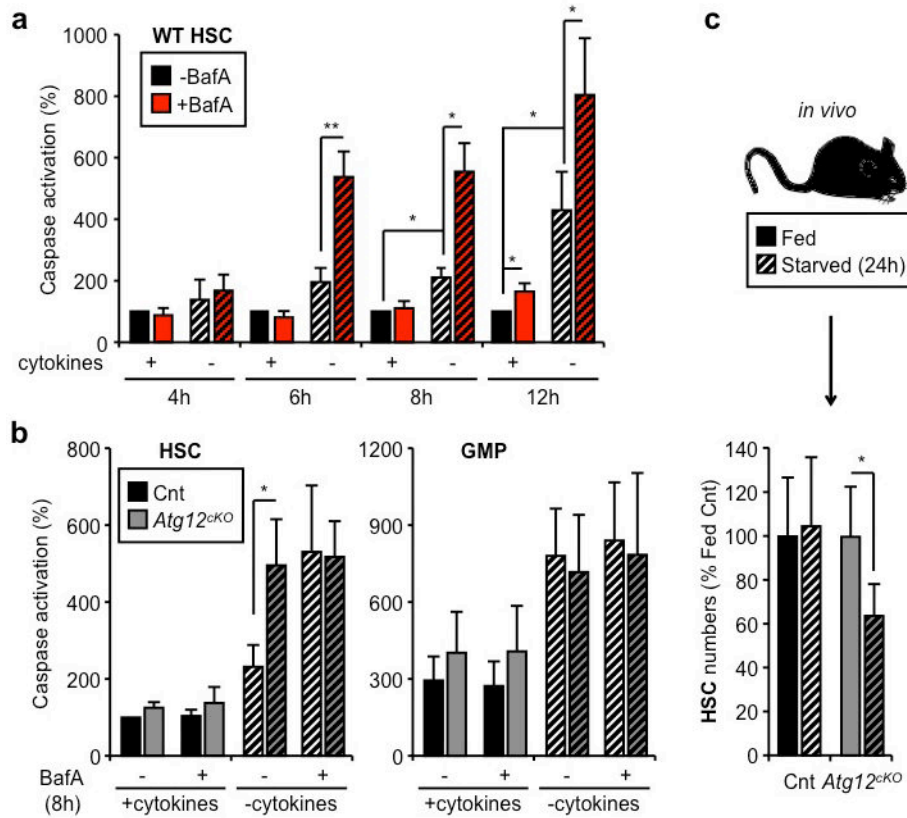 a
WT HSC
-BafA
+BafA
Caspase activation (%)
1000
800
600
400
200
0
** * * * * *
cytokines + - + - + - + -
4h 6h 8h 12h
b
HSC
Cnt
Atg12cKO
Caspase activation (%)
800
600
400
200
0
*
BafA - + - +
(8h) +cytokines -cytokines
GMP
1200
900
600
300
0
- + - +
+cytokines -cytokines
c
in vivo
Fed
Starved (24h)
HSC numbers (% Fed Cnt)
140
120
100
80
60
40
20
0
*
Cnt Atg12cKO